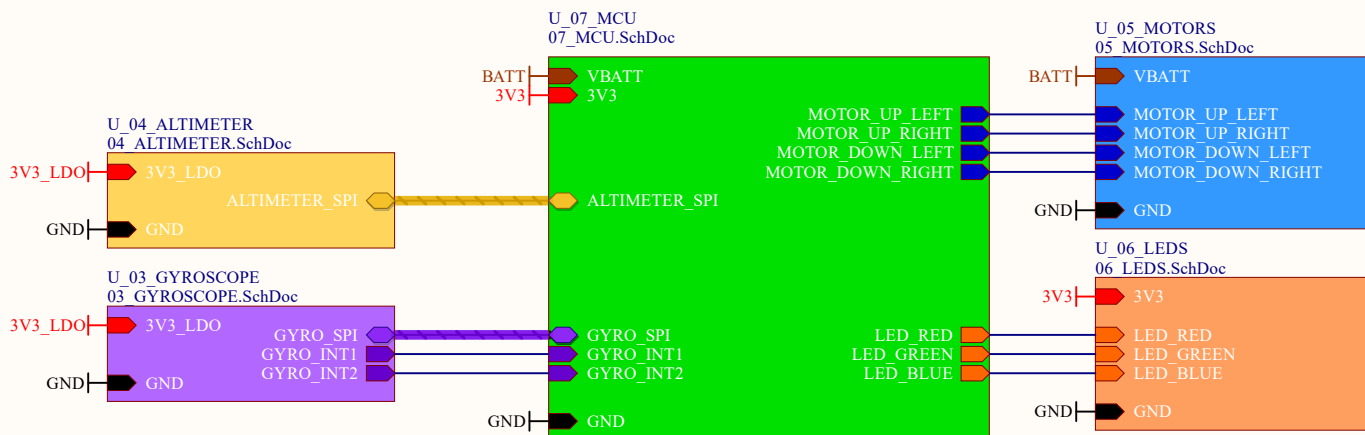 U_07_MCU
07_MCU.SchDoc
BATT
VBATT
3V3
3V3
MOTOR_UP_LEFT
MOTOR_UP_RIGHT
MOTOR_DOWN_LEFT
MOTOR_DOWN_RIGHT
ALTIMETER_SPI
GYRO_SPI
GYRO_INT1
GYRO_INT2
LED_RED
LED_GREEN
LED_BLUE
GND
GND
U_04_ALTIMETER
04_ALTIMETER.SchDoc
3V3_LDO
3V3_LDO
ALTIMETER_SPI
GND
GND
U_03_GYROSCOPE
03_GYROSCOPE.SchDoc
3V3_LDO
3V3_LDO
GYRO_SPI
GYRO_INT1
GYRO_INT2
GND
GND
U_05_MOTORS
05_MOTORS.SchDoc
BATT
VBATT
MOTOR_UP_LEFT
MOTOR_UP_RIGHT
MOTOR_DOWN_LEFT
MOTOR_DOWN_RIGHT
GND
GND
U_06_LEDS
06_LEDS.SchDoc
3V3
3V3
LED_RED
LED_GREEN
LED_BLUE
GND
GND